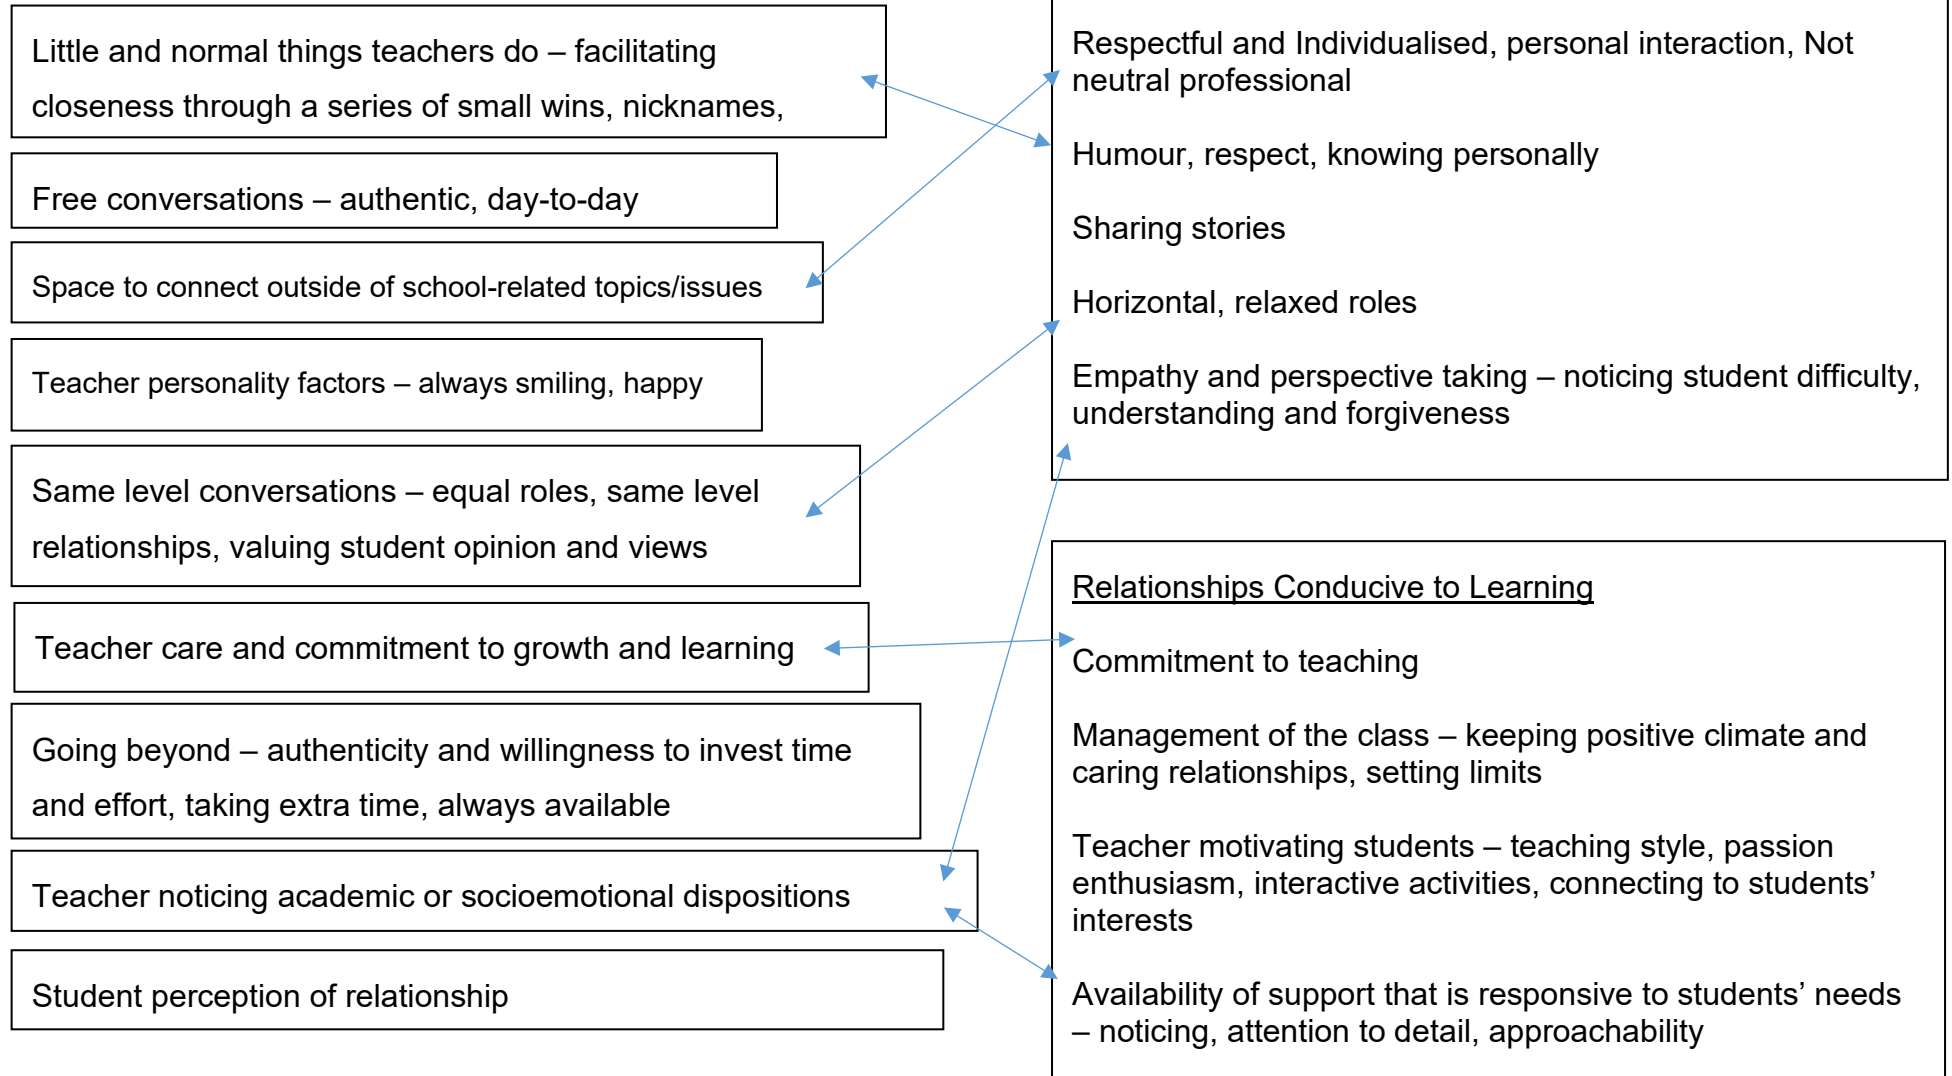 Little and normal things teachers do – facilitating
closeness through a series of small wins, nicknames,
Free conversations – authentic, day-to-day
Space to connect outside of school-related topics/issues
Teacher personality factors – always smiling, happy
Same level conversations – equal roles, same level
relationships, valuing student opinion and views
Teacher care and commitment to growth and learning
Going beyond – authenticity and willingness to invest time
and effort, taking extra time, always available
Teacher noticing academic or socioemotional dispositions
Student perception of relationship
Respectful and Individualised, personal interaction, Not
neutral professional
Humour, respect, knowing personally
Sharing stories
Horizontal, relaxed roles
Empathy and perspective taking – noticing student difficulty,
understanding and forgiveness
Relationships Conducive to Learning
Commitment to teaching
Management of the class – keeping positive climate and
caring relationships, setting limits
Teacher motivating students – teaching style, passion
enthusiasm, interactive activities, connecting to students’
interests
Availability of support that is responsive to students’ needs
– noticing, attention to detail, approachability